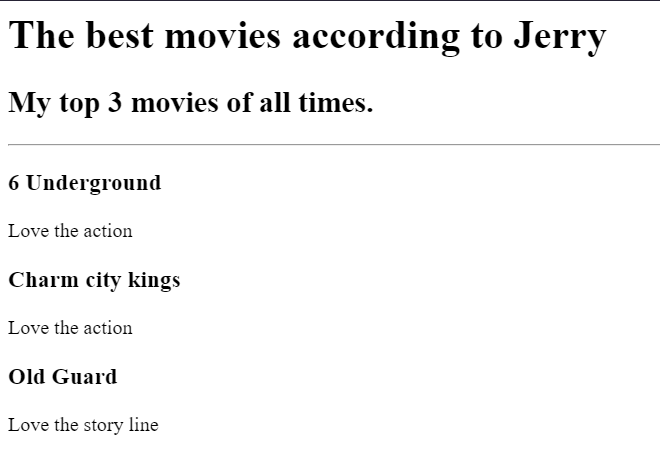 The best movies according to Jerry
My top 3 movies of all times.
6 Underground
Love the action
Charm city kings
Love the action
Old Guard
Love the story line